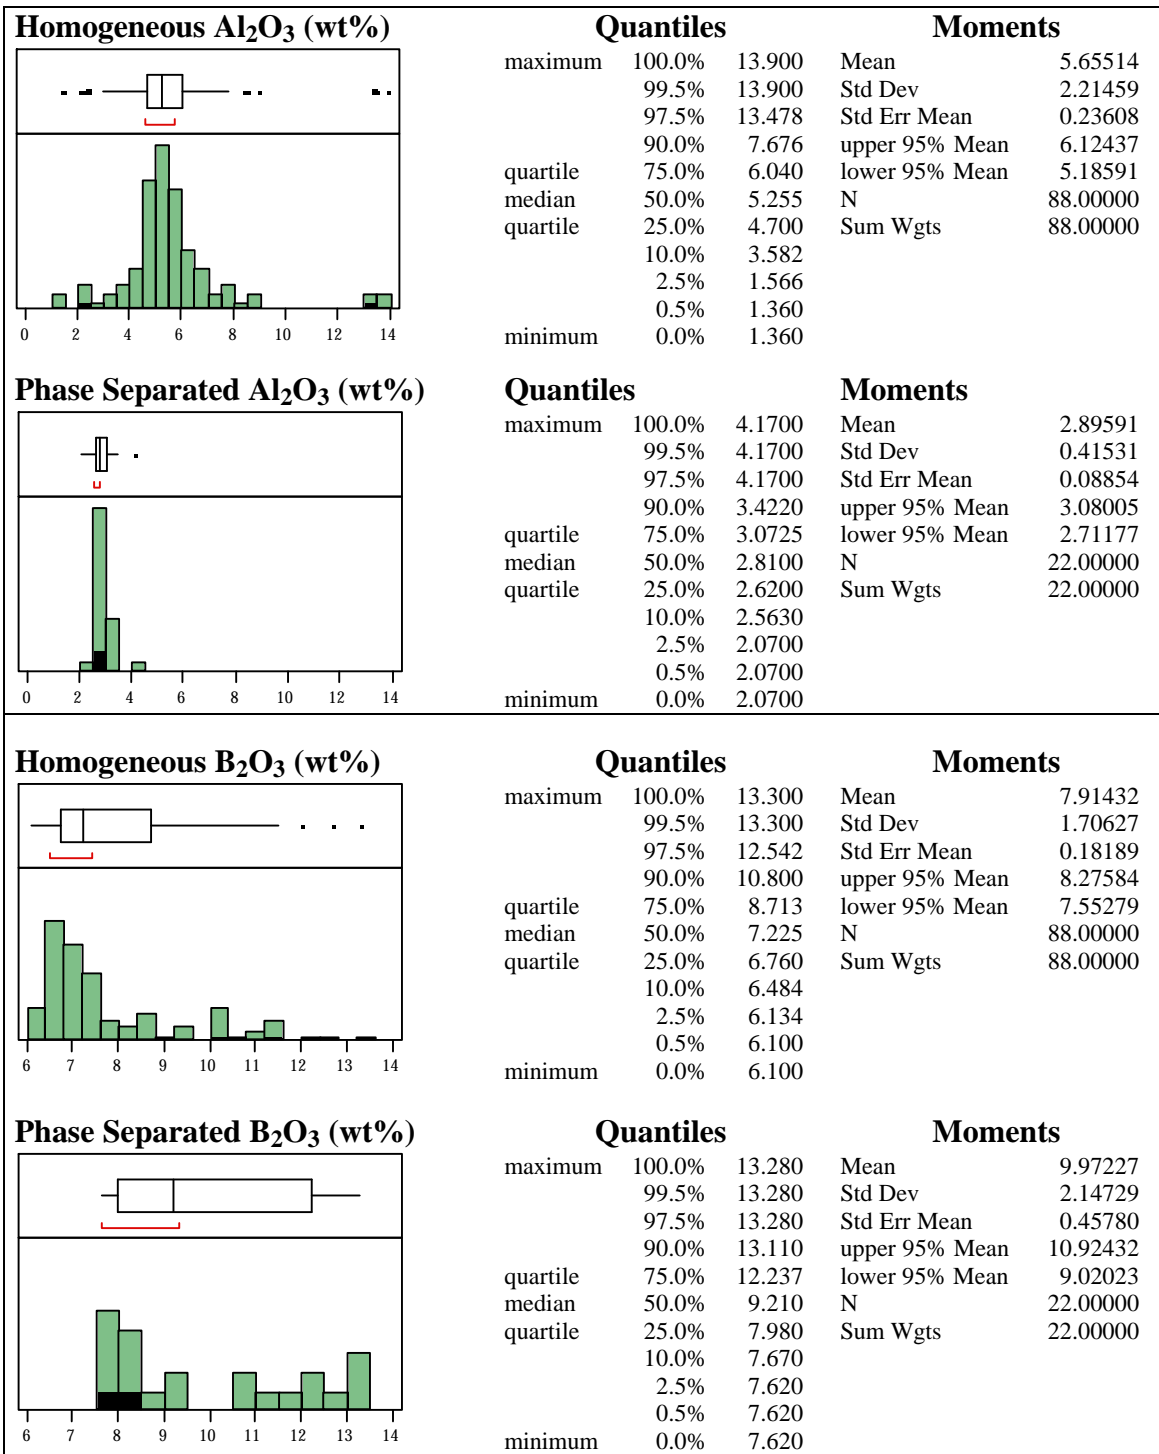 Homogeneous Al2O3 (wt%) Quantiles Moments
maximum 100.0% 13.900 Mean 5.65514
99.5% 13.900 Std Dev 2.21459
97.5% 13.478 Std Err Mean 0.23608
90.0% 7.676 upper 95% Mean 6.12437
quartile 75.0% 6.040 lower 95% Mean 5.18591
median 50.0% 5.255 N 88.00000
quartile 25.0% 4.700 Sum Wgts 88.00000
10.0% 3.582
2.5% 1.566
0.5% 1.360
minimum 0.0% 1.360
0 2 4 6 8 10 12 14
Phase Separated Al2O3 (wt%) Quantiles Moments
maximum 100.0% 4.1700 Mean 2.89591
99.5% 4.1700 Std Dev 0.41531
97.5% 4.1700 Std Err Mean 0.08854
90.0% 3.4220 upper 95% Mean 3.08005
quartile 75.0% 3.0725 lower 95% Mean 2.71177
median 50.0% 2.8100 N 22.00000
quartile 25.0% 2.6200 Sum Wgts 22.00000
10.0% 2.5630
2.5% 2.0700
0.5% 2.0700
minimum 0.0% 2.0700
0 2 4 6 8 10 12 14
Homogeneous B2O3 (wt%) Quantiles Moments
maximum 100.0% 13.300 Mean 7.91432
99.5% 13.300 Std Dev 1.70627
97.5% 12.542 Std Err Mean 0.18189
90.0% 10.800 upper 95% Mean 8.27584
quartile 75.0% 8.713 lower 95% Mean 7.55279
median 50.0% 7.225 N 88.00000
quartile 25.0% 6.760 Sum Wgts 88.00000
10.0% 6.484
2.5% 6.134
0.5% 6.100
minimum 0.0% 6.100
6 7 8 9 10 11 12 13 14
Phase Separated B2O3 (wt%) Quantiles Moments
maximum 100.0% 13.280 Mean 9.97227
99.5% 13.280 Std Dev 2.14729
97.5% 13.280 Std Err Mean 0.45780
90.0% 13.110 upper 95% Mean 10.92432
quartile 75.0% 12.237 lower 95% Mean 9.02023
median 50.0% 9.210 N 22.00000
quartile 25.0% 7.980 Sum Wgts 22.00000
10.0% 7.670
2.5% 7.620
0.5% 7.620
minimum 0.0% 7.620
6 7 8 9 10 11 12 13 14